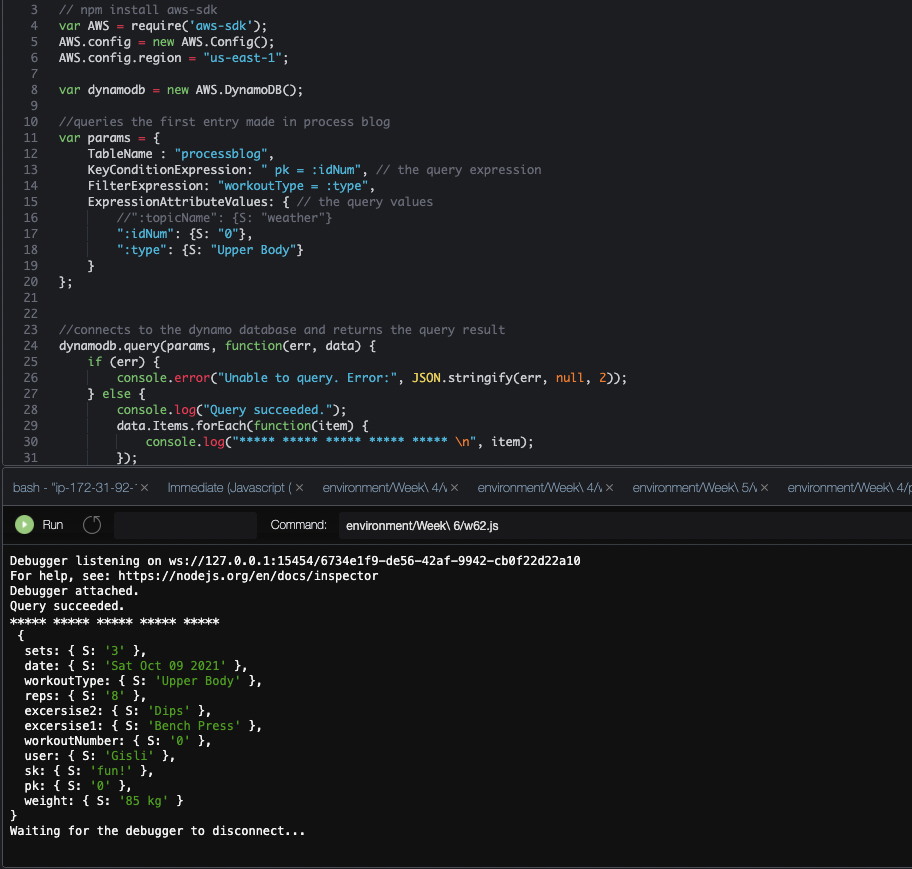 3 // npm install aws-sdk
4 var AWS = require('aws-sdk');
5 AWS.config = new AWS.Config();
6 AWS.config.region = "us-east-1";
7
8 var dynamodb = new AWS.DynamoDB();
9
10 //queries the first entry made in process blog
11 var params = {
12 TableName : "processblog",
13 KeyConditionExpression: " pk = :idNum", // the query expression
14 FilterExpression: "workoutType = :type",
15 ExpressionAttributeValues: { // the query values
16 //":topicName": {S: "weather"}
17 ":idNum": {S: "0"},
18 ":type": {S: "Upper Body"}
19 }
20 };
21
22
23 //connects to the dynamo database and returns the query result
24 dynamodb.query(params, function(err, data) {
25 if (err) {
26 console.error("Unable to query. Error:", JSON.stringify(err, null, 2));
27 } else {
28 console.log("Query succeeded.");
29 data.Items.forEach(function(item) {
30 console.log("***** ***** ***** ***** ***** \n", item);
31 });
bash - "ip-172-31-92- × Immediate (Javascript ( × environment/Week\ 4/ × environment/Week\ 4/ × environment/Week\ 5/ × environment/Week\ 4/
Run Command: environment/Week\ 6/w62.js
Debugger listening on ws://127.0.0.1:15454/6734e1f9-de56-42af-9942-cb0f22d22a10
For help, see: https://nodejs.org/en/docs/inspector
Debugger attached.
Query succeeded.
***** ***** ***** ***** *****
{
sets: { S: '3' },
date: { S: 'Sat Oct 09 2021' },
workoutType: { S: 'Upper Body' },
reps: { S: '8' },
excersise2: { S: 'Dips' },
excersise1: { S: 'Bench Press' },
workoutNumber: { S: '0' },
user: { S: 'Gisli' },
sk: { S: 'fun!' },
pk: { S: '0' },
weight: { S: '85 kg' }
}
Waiting for the debugger to disconnect...